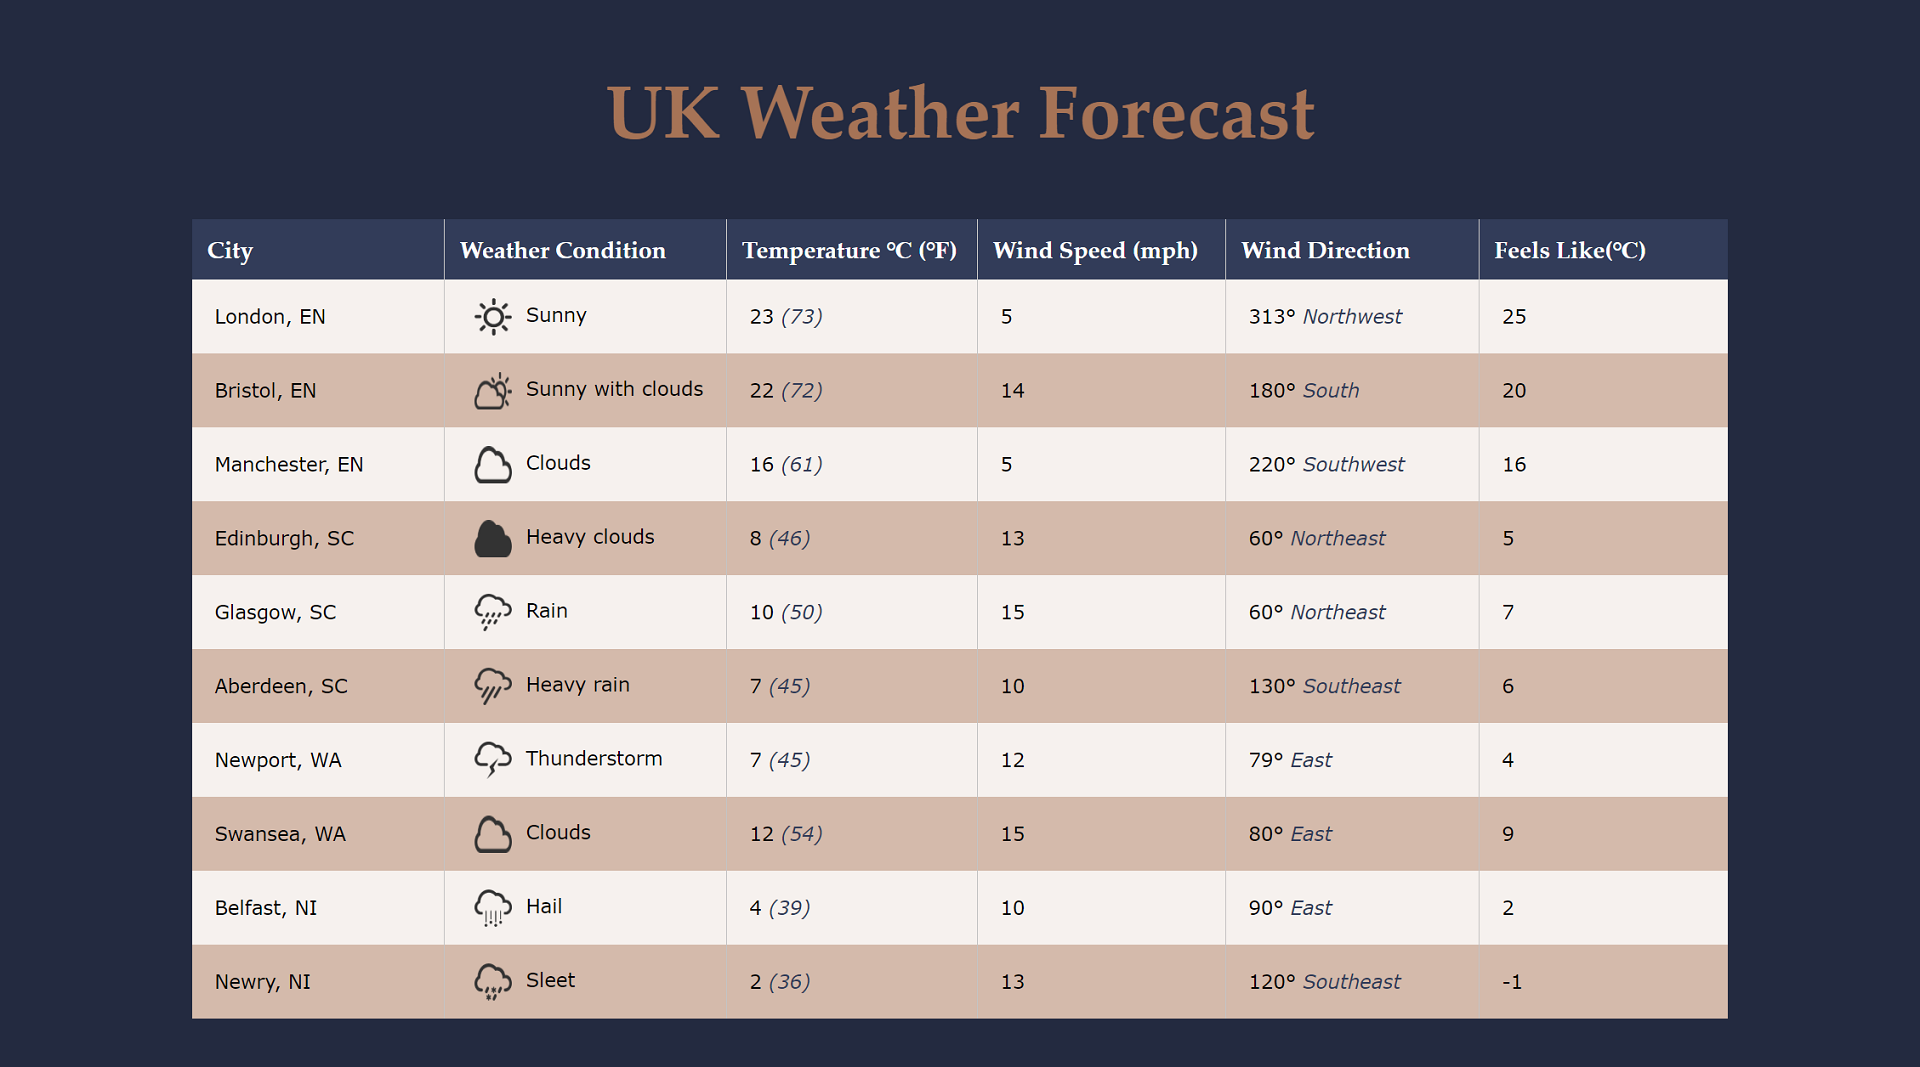 UK Weather Forecast
City Weather Condition Temperature °C (°F) Wind Speed (mph) Wind Direction Feels Like(°C)
London, EN Sunny 23 (73) 5 313° Northwest 25
Bristol, EN Sunny with clouds 22 (72) 14 180° South 20
Manchester, EN Clouds 16 (61) 5 220° Southwest 16
Edinburgh, SC Heavy clouds 8 (46) 13 60° Northeast 5
Glasgow, SC Rain 10 (50) 15 60° Northeast 7
Aberdeen, SC Heavy rain 7 (45) 10 130° Southeast 6
Newport, WA Thunderstorm 7 (45) 12 79° East 4
Swansea, WA Clouds 12 (54) 15 80° East 9
Belfast, NI Hail 4 (39) 10 90° East 2
Newry, NI Sleet 2 (36) 13 120° Southeast -1